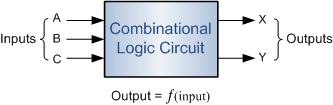 A
Inputs
B
C
Combinational
Logic Circuit
X
Y
Outputs
Output = f(input)